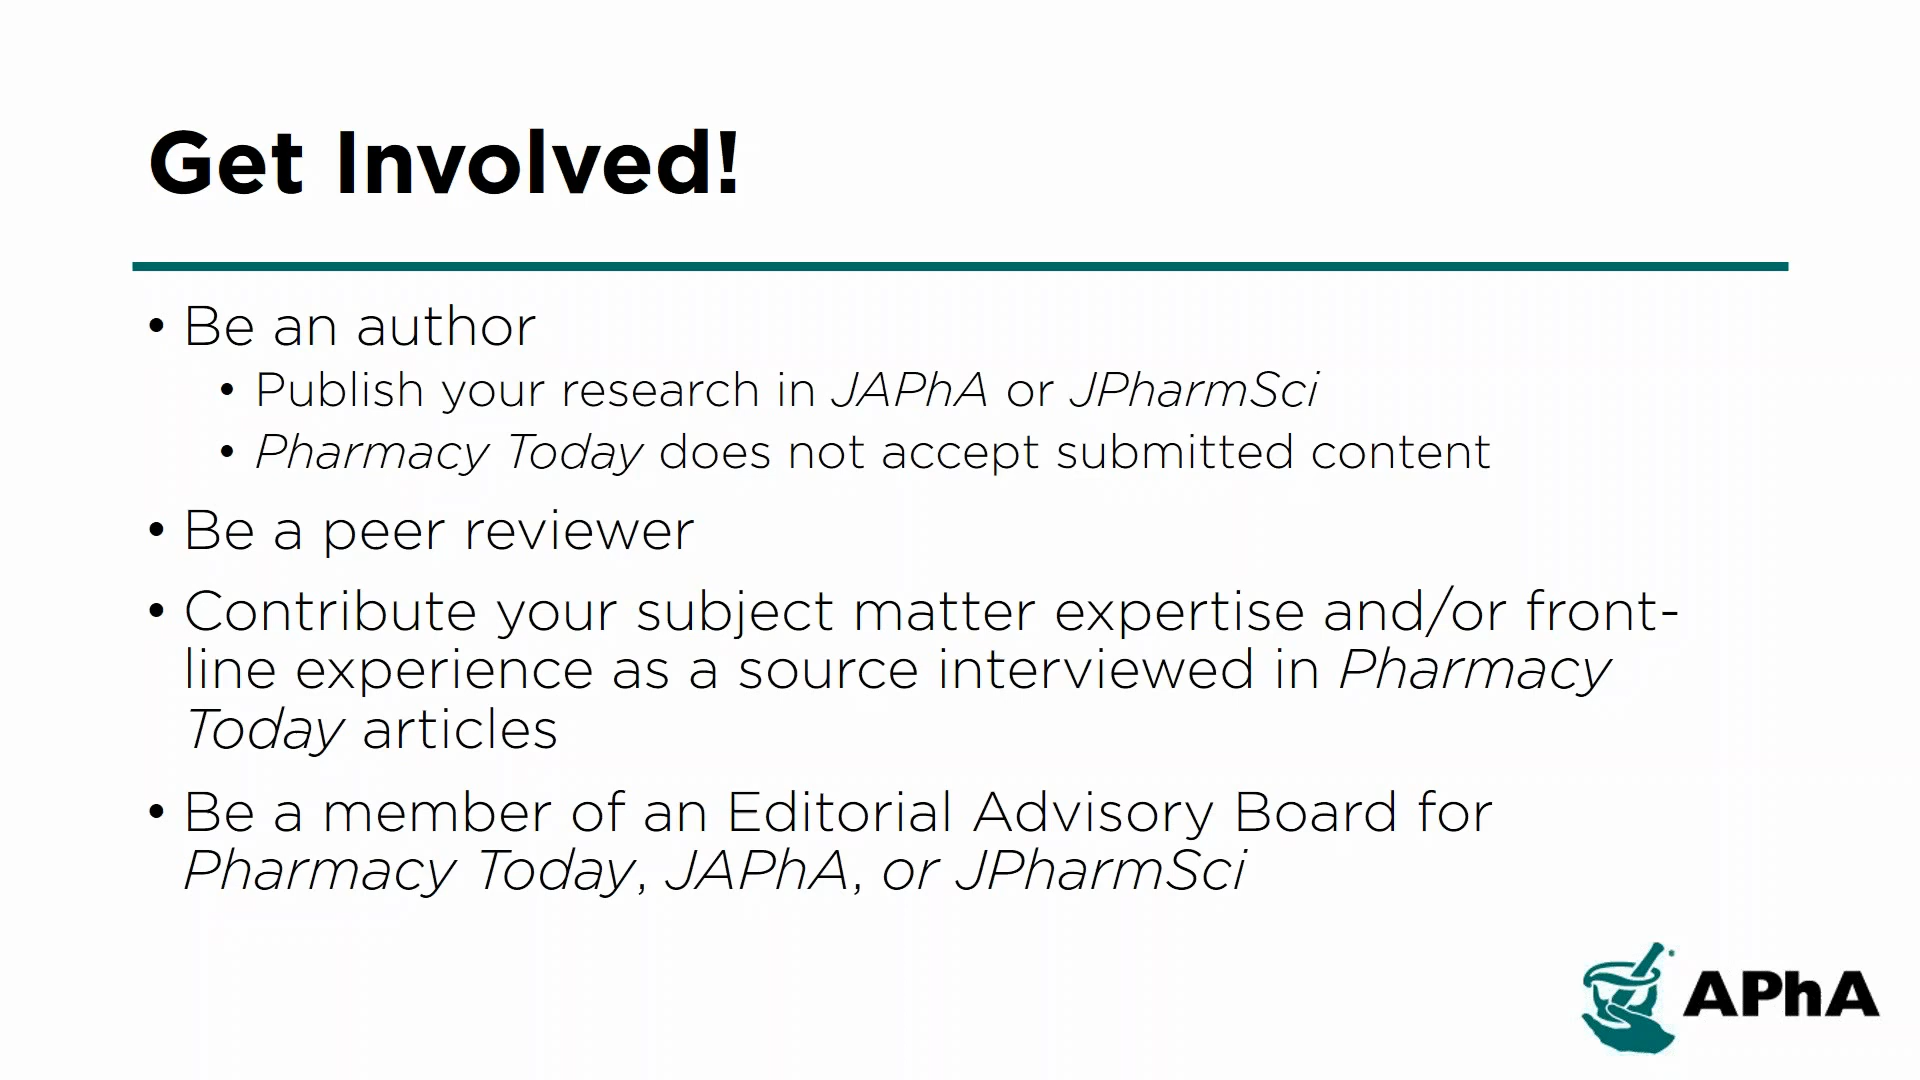 Get Involved!
• Be an author
• Publish your research in JAPhA or JPharmSci
• Pharmacy Today does not accept submitted content
• Be a peer reviewer
• Contribute your subject matter expertise and/or front-
line experience as a source interviewed in Pharmacy
Today articles
• Be a member of an Editorial Advisory Board for
Pharmacy Today, JAPhA, or JPharmSci
APhA